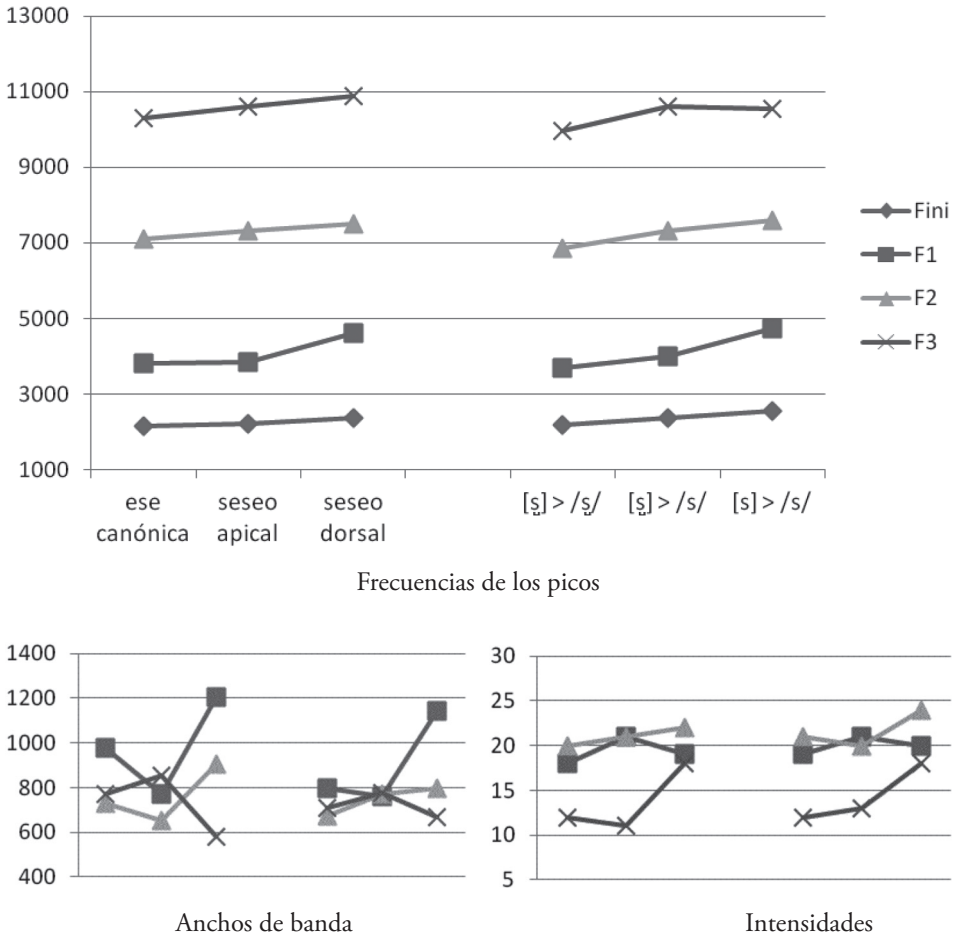 13000
11000
9000
7000
5000
3000
1000
Fini
F1
F2
F3
ese canónica
seseo apical
seseo dorsal
[s̺] > /s̺/
[s̺] > /s/
[s] > /s/
Frecuencias de los picos
1400
1200
1000
800
600
400
Anchos de banda
30
25
20
15
10
5
Intensidades